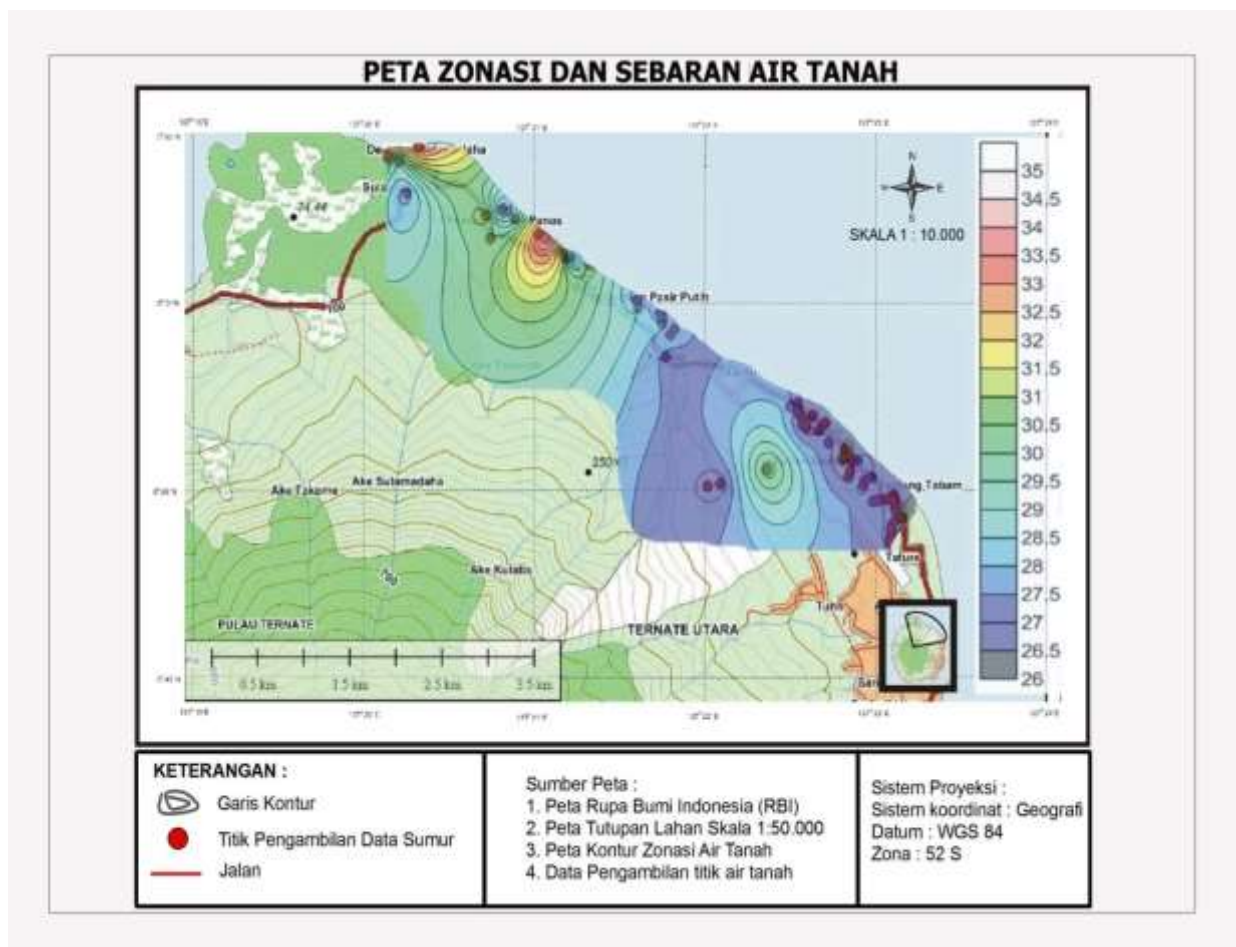 PETA ZONASI DAN SEBARAN AIR TANAH
SKALA 1 : 10.000
N
E
S
35
34.5
34
33.5
33
32.5
32
31.5
31
30.5
30
29.5
29
28.5
28
27.5
27
26.5
26
Pasir Putih
Ake Takome
Ake Sulamadaha
Ake Kulabis
PULAU TERNATE
TERNATE UTARA
0.5 km
1.5 km
2.5 km
3.5 km
KETERANGAN :
Garis Kontur
Titik Pengambilan Data Sumur
Jalan
Sumber Peta :
1. Peta Rupa Bumi Indonesia (RBI)
2. Peta Tutupan Lahan Skala 1:50.000
3. Peta Kontur Zonasi Air Tanah
4. Data Pengambilan titik air tanah
Sistem Proyeksi :
Sistem koordinat : Geografi
Datum : WGS 84
Zona : 52 S